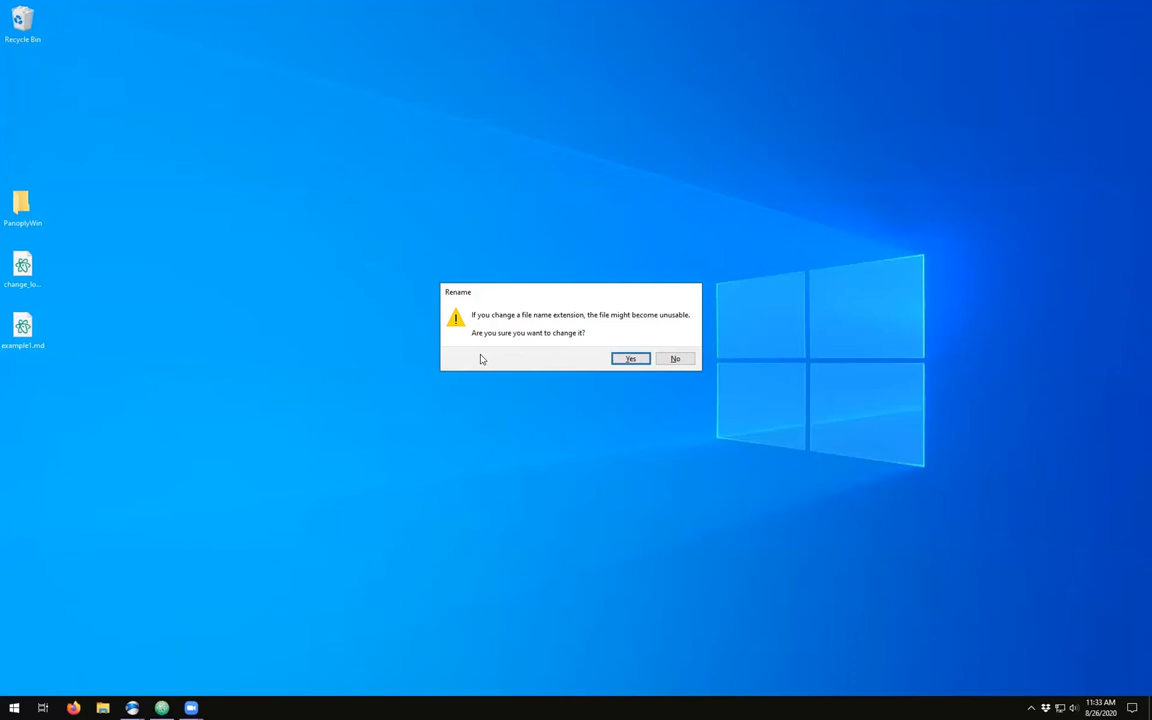 Recycle Bin
PanoplyWin
change_lo...
example1.md
Rename
If you change a file name extension, the file might become unusable.
Are you sure you want to change it?
Yes
No
11:33 AM
8/26/2020